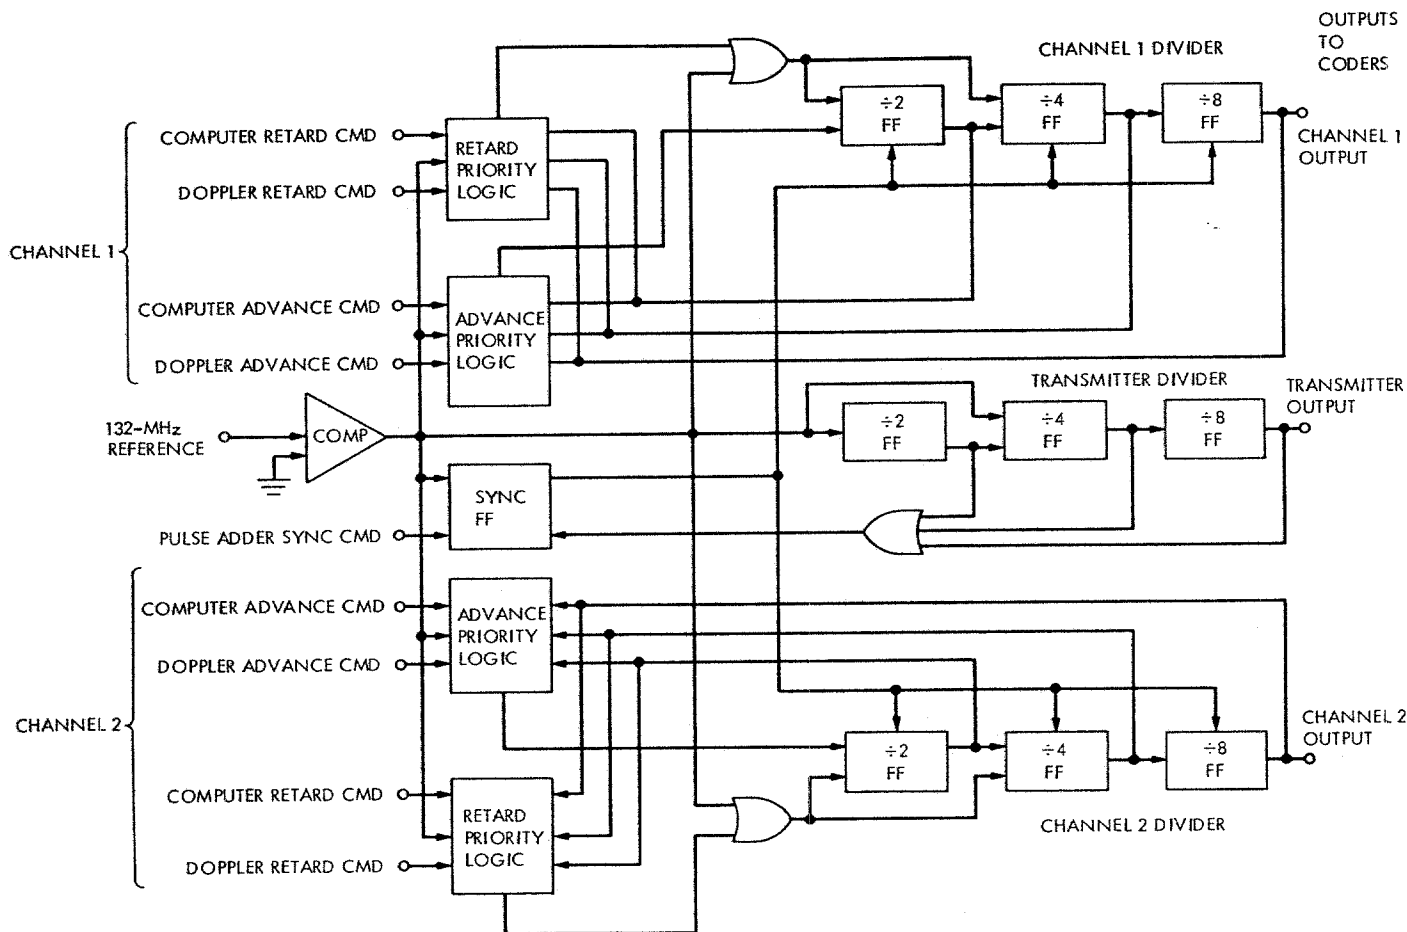 OUTPUTS
TO
CODERS
CHANNEL 1 DIVIDER
÷2
FF
÷4
FF
÷8
FF
CHANNEL 1
OUTPUT
CHANNEL 1
COMPUTER RETARD CMD
DOPPLER RETARD CMD
RETARD
PRIORITY
LOGIC
COMPUTER ADVANCE CMD
DOPPLER ADVANCE CMD
ADVANCE
PRIORITY
LOGIC
132-MHz
REFERENCE
COMP
TRANSMITTER DIVIDER
÷2
FF
÷4
FF
÷8
FF
TRANSMITTER
OUTPUT
PULSE ADDER SYNC CMD
SYNC
FF
CHANNEL 2
COMPUTER ADVANCE CMD
DOPPLER ADVANCE CMD
ADVANCE
PRIORITY
LOGIC
COMPUTER RETARD CMD
DOPPLER RETARD CMD
RETARD
PRIORITY
LOGIC
÷2
FF
÷4
FF
÷8
FF
CHANNEL 2
OUTPUT
CHANNEL 2 DIVIDER